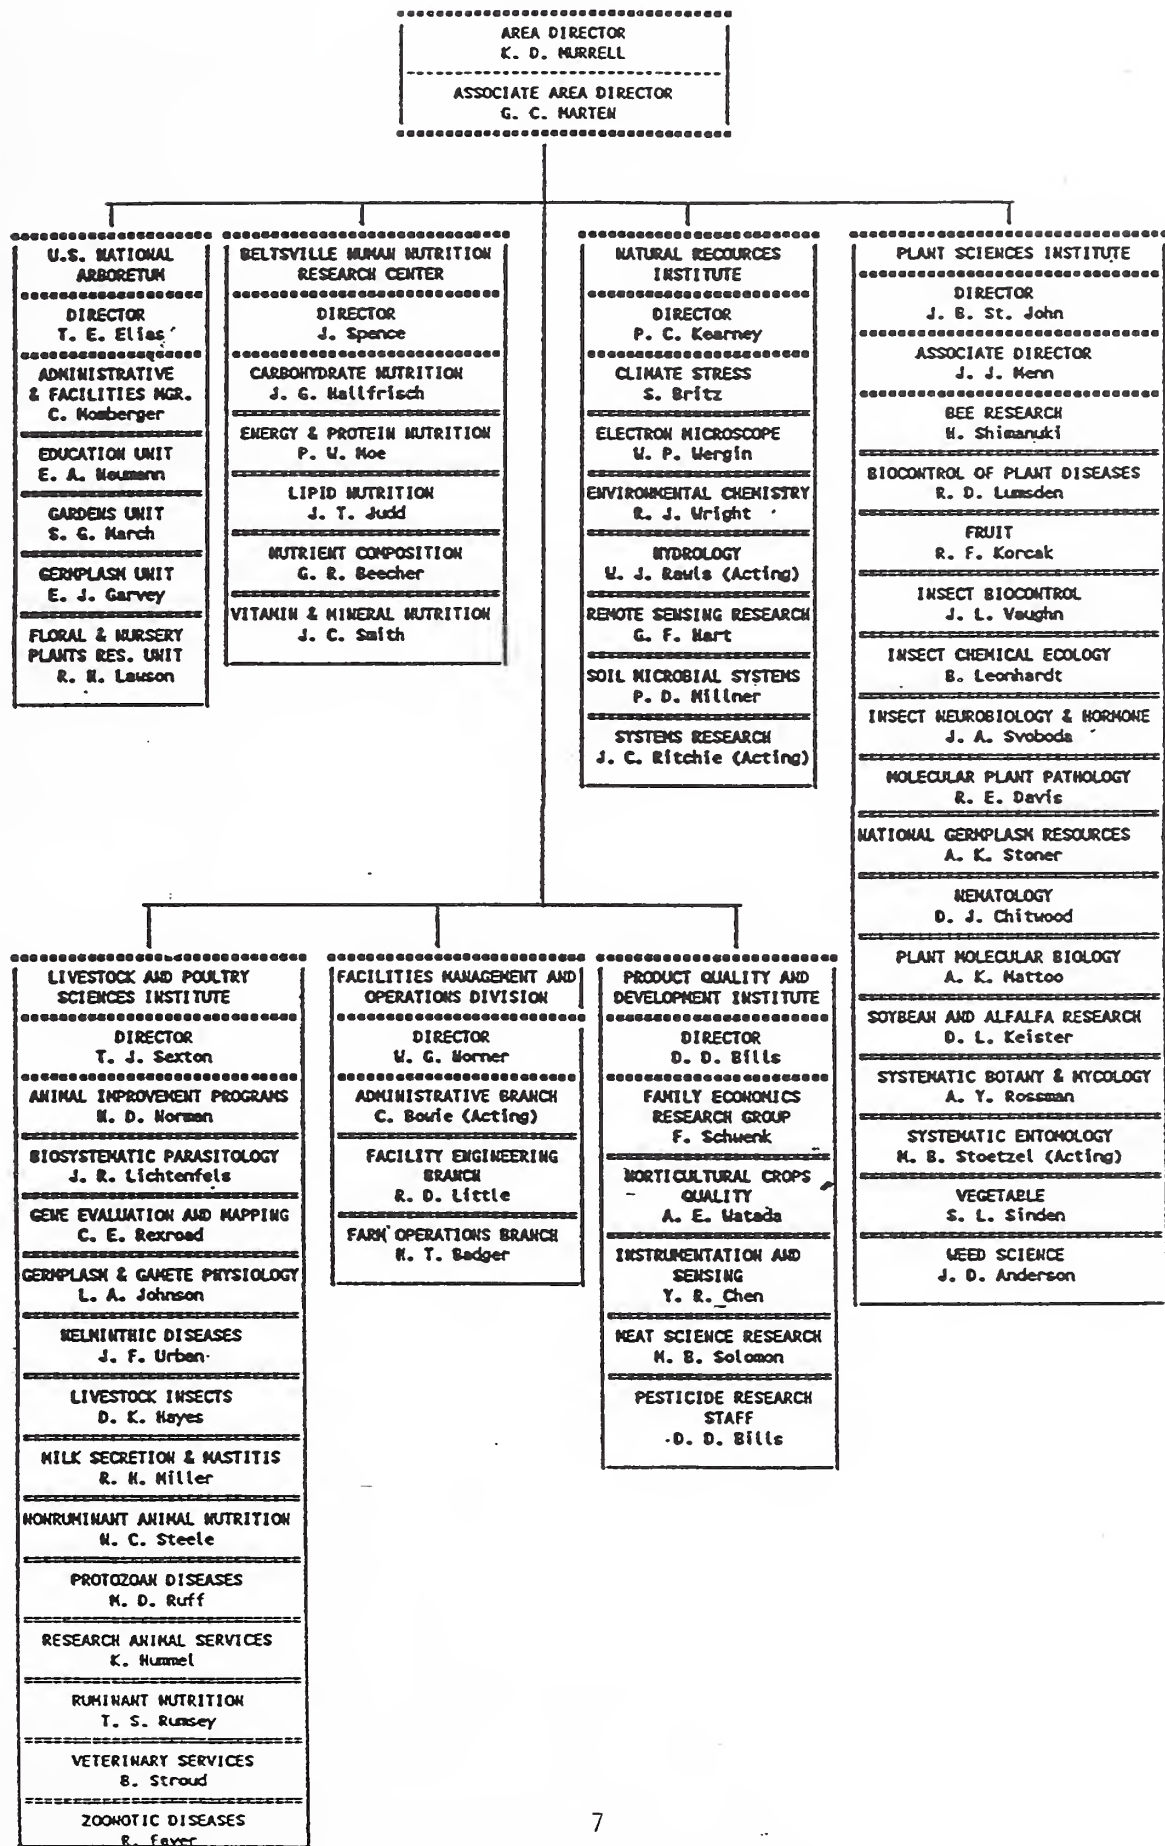 AREA DIRECTOR
K. D. MURRELL
ASSOCIATE AREA DIRECTOR
G. C. MARTEN
U.S. NATIONAL
ARBORETUM
DIRECTOR
T. E. Elias
ADMINISTRATIVE
& FACILITIES MGR.
C. Mosberger
EDUCATION UNIT
E. A. Neumann
GARDENS UNIT
S. G. March
GERMPLASM UNIT
E. J. Garvey
FLORAL & NURSERY
PLANTS RES. UNIT
R. H. Lawson
BELTSVILLE HUMAN NUTRITION
RESEARCH CENTER
DIRECTOR
J. Spence
CARBOHYDRATE NUTRITION
J. G. Hallfrisch
ENERGY & PROTEIN NUTRITION
P. W. Moe
LIPID NUTRITION
J. T. Judd
NUTRIENT COMPOSITION
G. R. Beecher
VITAMIN & MINERAL NUTRITION
J. C. Smith
NATURAL RECOURCES
INSTITUTE
DIRECTOR
P. C. Kearney
CLIMATE STRESS
S. Britz
ELECTRON MICROSCOPE
W. P. Wergin
ENVIRONMENTAL CHEMISTRY
R. J. Wright
HYDROLOGY
W. J. Rawls (Acting)
REMOTE SENSING RESEARCH
G. F. Hart
SOIL MICROBIAL SYSTEMS
P. D. Millner
SYSTEMS RESEARCH
J. C. Ritchie (Acting)
PLANT SCIENCES INSTITUTE
DIRECTOR
J. B. St. John
ASSOCIATE DIRECTOR
J. J. Menn
BEE RESEARCH
H. Shimanuki
BIOCONTROL OF PLANT DISEASES
R. D. Lumsden
FRUIT
R. F. Korcak
INSECT BIOCONTROL
J. L. Vaughn
INSECT CHEMICAL ECOLOGY
B. Leonhardt
INSECT NEUROBIOLOGY & HORMONE
J. A. Svoboda
MOLECULAR PLANT PATHOLOGY
R. E. Davis
NATIONAL GERMPLASM RESOURCES
A. K. Stoner
NEMATOLOGY
D. J. Chitwood
PLANT MOLECULAR BIOLOGY
A. K. Mattoo
SOYBEAN AND ALFALFA RESEARCH
D. L. Keister
SYSTEMATIC BOTANY & MYCOLOGY
A. Y. Rossman
SYSTEMATIC ENTOMOLOGY
M. B. Stoetzel (Acting)
VEGETABLE
S. L. Sinden
WEED SCIENCE
J. D. Anderson
LIVESTOCK AND POULTRY
SCIENCES INSTITUTE
DIRECTOR
T. J. Sexton
ANIMAL IMPROVEMENT PROGRAMS
H. D. Norman
BIOSYSTEMATIC PARASITOLOGY
J. R. Lichtenfels
GENE EVALUATION AND MAPPING
C. E. Rexroad
GERMPLASM & GAMETE PHYSIOLOGY
L. A. Johnson
HELMINTHIC DISEASES
J. F. Urban
LIVESTOCK INSECTS
D. K. Hayes
MILK SECRETION & MASTITIS
R. H. Miller
NONRUMINANT ANIMAL NUTRITION
N. C. Steele
PROTOZOAN DISEASES
M. D. Ruff
RESEARCH ANIMAL SERVICES
K. Hummel
RUMINANT NUTRITION
T. S. Rumsey
VETERINARY SERVICES
B. Stroud
ZOONOTIC DISEASES
R. Fayer
FACILITIES MANAGEMENT AND
OPERATIONS DIVISION
DIRECTOR
W. G. Horner
ADMINISTRATIVE BRANCH
C. Bowie (Acting)
FACILITY ENGINEERING
BRANCH
R. D. Little
FARM OPERATIONS BRANCH
H. T. Badger
PRODUCT QUALITY AND
DEVELOPMENT INSTITUTE
DIRECTOR
D. D. Bills
FAMILY ECONOMICS
RESEARCH GROUP
F. Schwenk
HORTICULTURAL CROPS
QUALITY
A. E. Watada
INSTRUMENTATION AND
SENSING
Y. R. Chen
MEAT SCIENCE RESEARCH
M. B. Solomon
PESTICIDE RESEARCH
STAFF
D. D. Bills
7